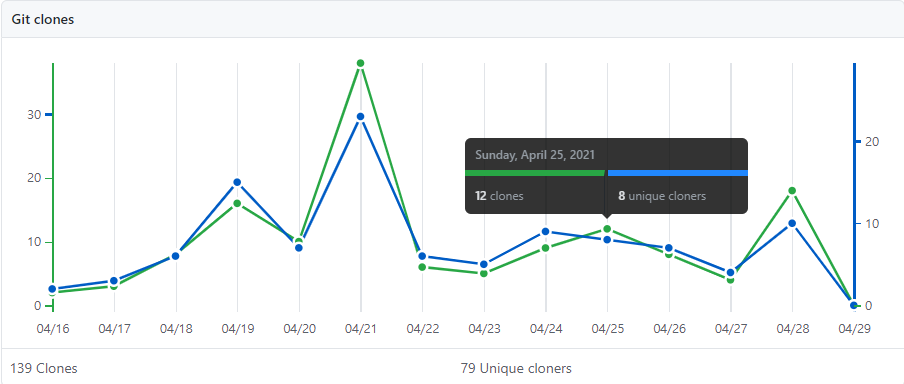 Git clones
30
20
10
0
20
10
0
Sunday, April 25, 2021
12 clones
8 unique cloners
04/16 04/17 04/18 04/19 04/20 04/21 04/22 04/23 04/24 04/25 04/26 04/27 04/28 04/29
139 Clones
79 Unique cloners